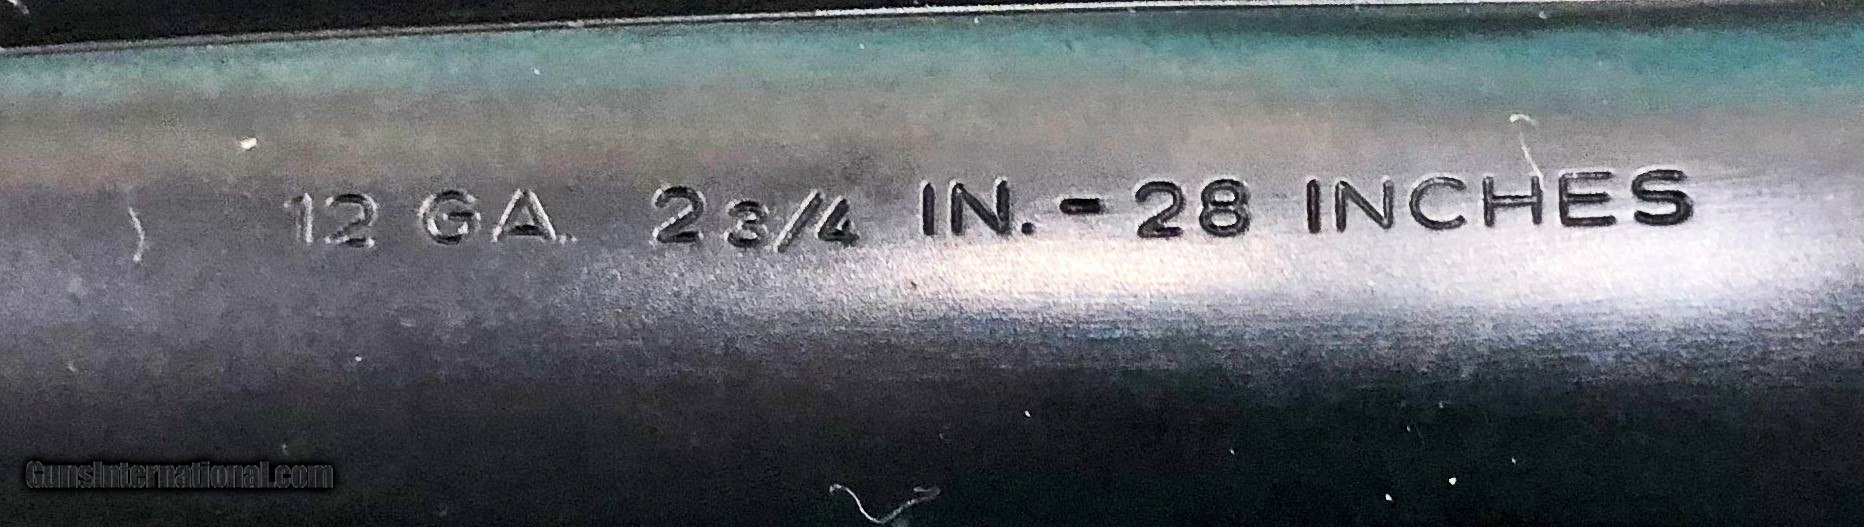 12 GA. 2 3/4 IN. - 28 INCHES
GunsInternational.com